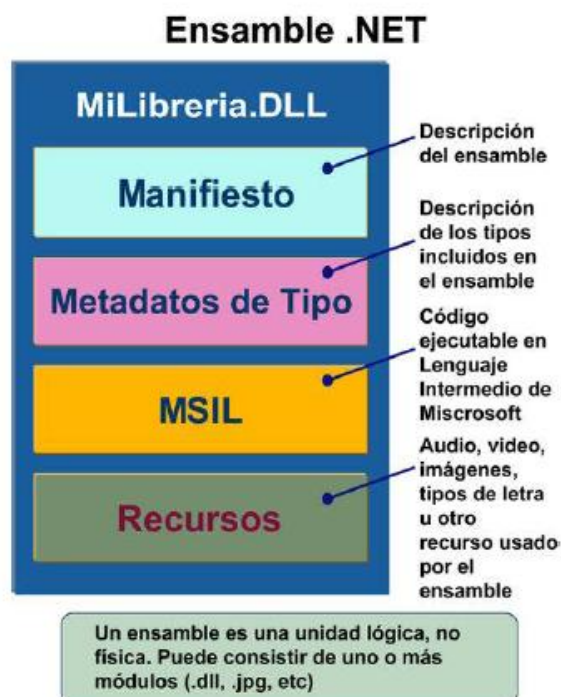 Ensamble .NET
MiLibreria.DLL
Manifiesto
Descripción
del ensamble
Metadatos de Tipo
Descripción
de los tipos
incluidos en
el ensamble
MSIL
Código
ejecutable en
Lenguaje
Intermedio de
Miscrosoft
Recursos
Audio, video,
imágenes,
tipos de letra
u otro
recurso usado
por el
ensamble
Un ensamble es una unidad lógica, no
física. Puede consistir de uno o más
módulos (.dll, .jpg, etc)